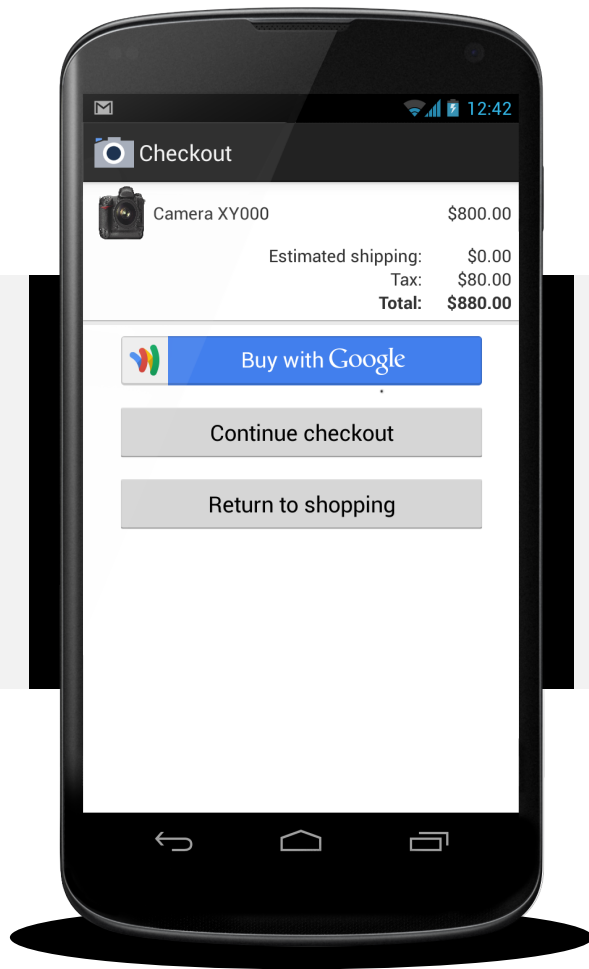 12:42
Checkout
Camera XY000 $800.00
Estimated shipping: $0.00
Tax: $80.00
Total: $880.00
Buy with Google
Continue checkout
Return to shopping